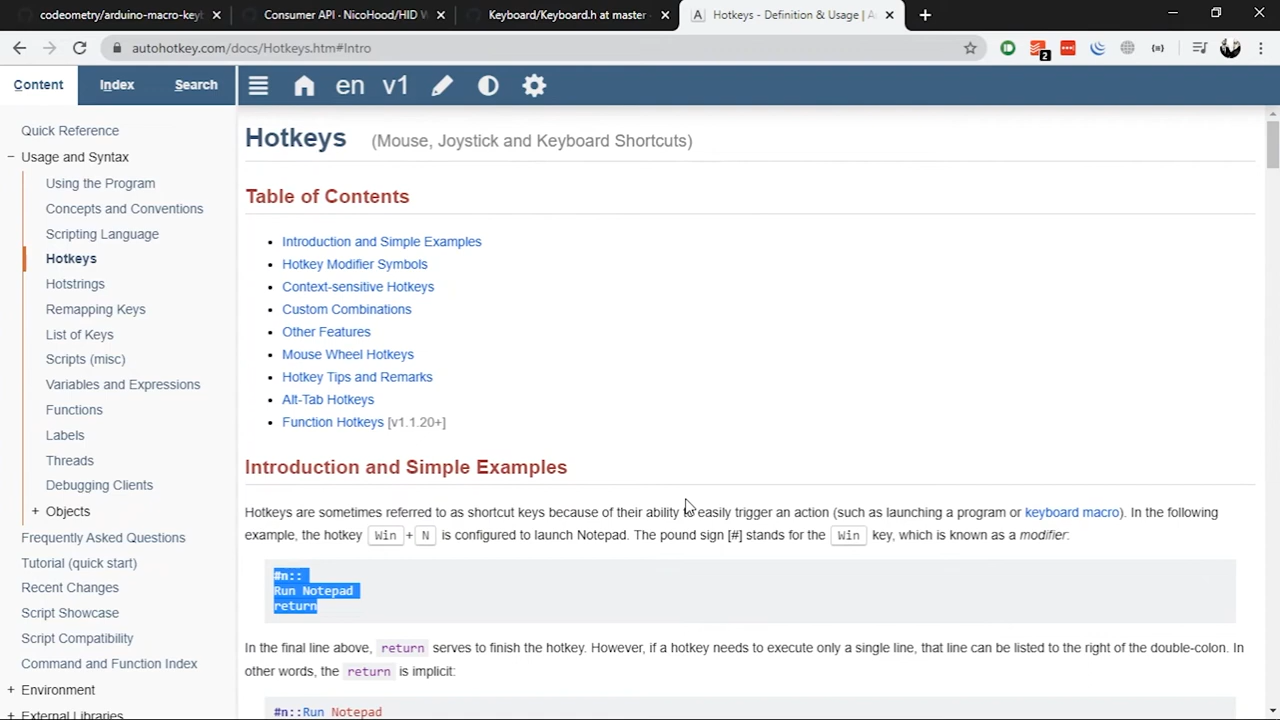 codeometry/arduino-macro-key
Consumer API - NicoHood/HID W
Keyboard/Keyboard.h at master
Hotkeys - Definition & Usage | A
autohotkey.com/docs/Hotkeys.htm#Intro
2
Content
Index
Search
en
v1
Quick Reference
Usage and Syntax
Using the Program
Concepts and Conventions
Scripting Language
Hotkeys
Hotstrings
Remapping Keys
List of Keys
Scripts (misc)
Variables and Expressions
Functions
Labels
Threads
Debugging Clients
+ Objects
Frequently Asked Questions
Tutorial (quick start)
Recent Changes
Script Showcase
Script Compatibility
Command and Function Index
+ Environment
+ External Libraries
Hotkeys (Mouse, Joystick and Keyboard Shortcuts)
Table of Contents
• Introduction and Simple Examples
• Hotkey Modifier Symbols
• Context-sensitive Hotkeys
• Custom Combinations
• Other Features
• Mouse Wheel Hotkeys
• Hotkey Tips and Remarks
• Alt-Tab Hotkeys
• Function Hotkeys [v1.1.20+]
Introduction and Simple Examples
Hotkeys are sometimes referred to as shortcut keys because of their ability to easily trigger an action (such as launching a program or keyboard macro). In the following
example, the hotkey Win + N is configured to launch Notepad. The pound sign [#] stands for the Win key, which is known as a modifier:
#n::
Run Notepad
return
In the final line above, return serves to finish the hotkey. However, if a hotkey needs to execute only a single line, that line can be listed to the right of the double-colon. In
other words, the return is implicit:
#n::Run Notepad